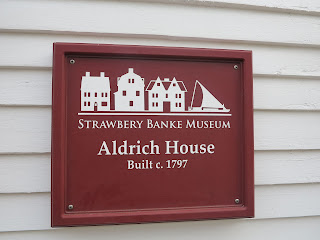 Strawbery Banke Museum
Aldrich House
Built c. 1797